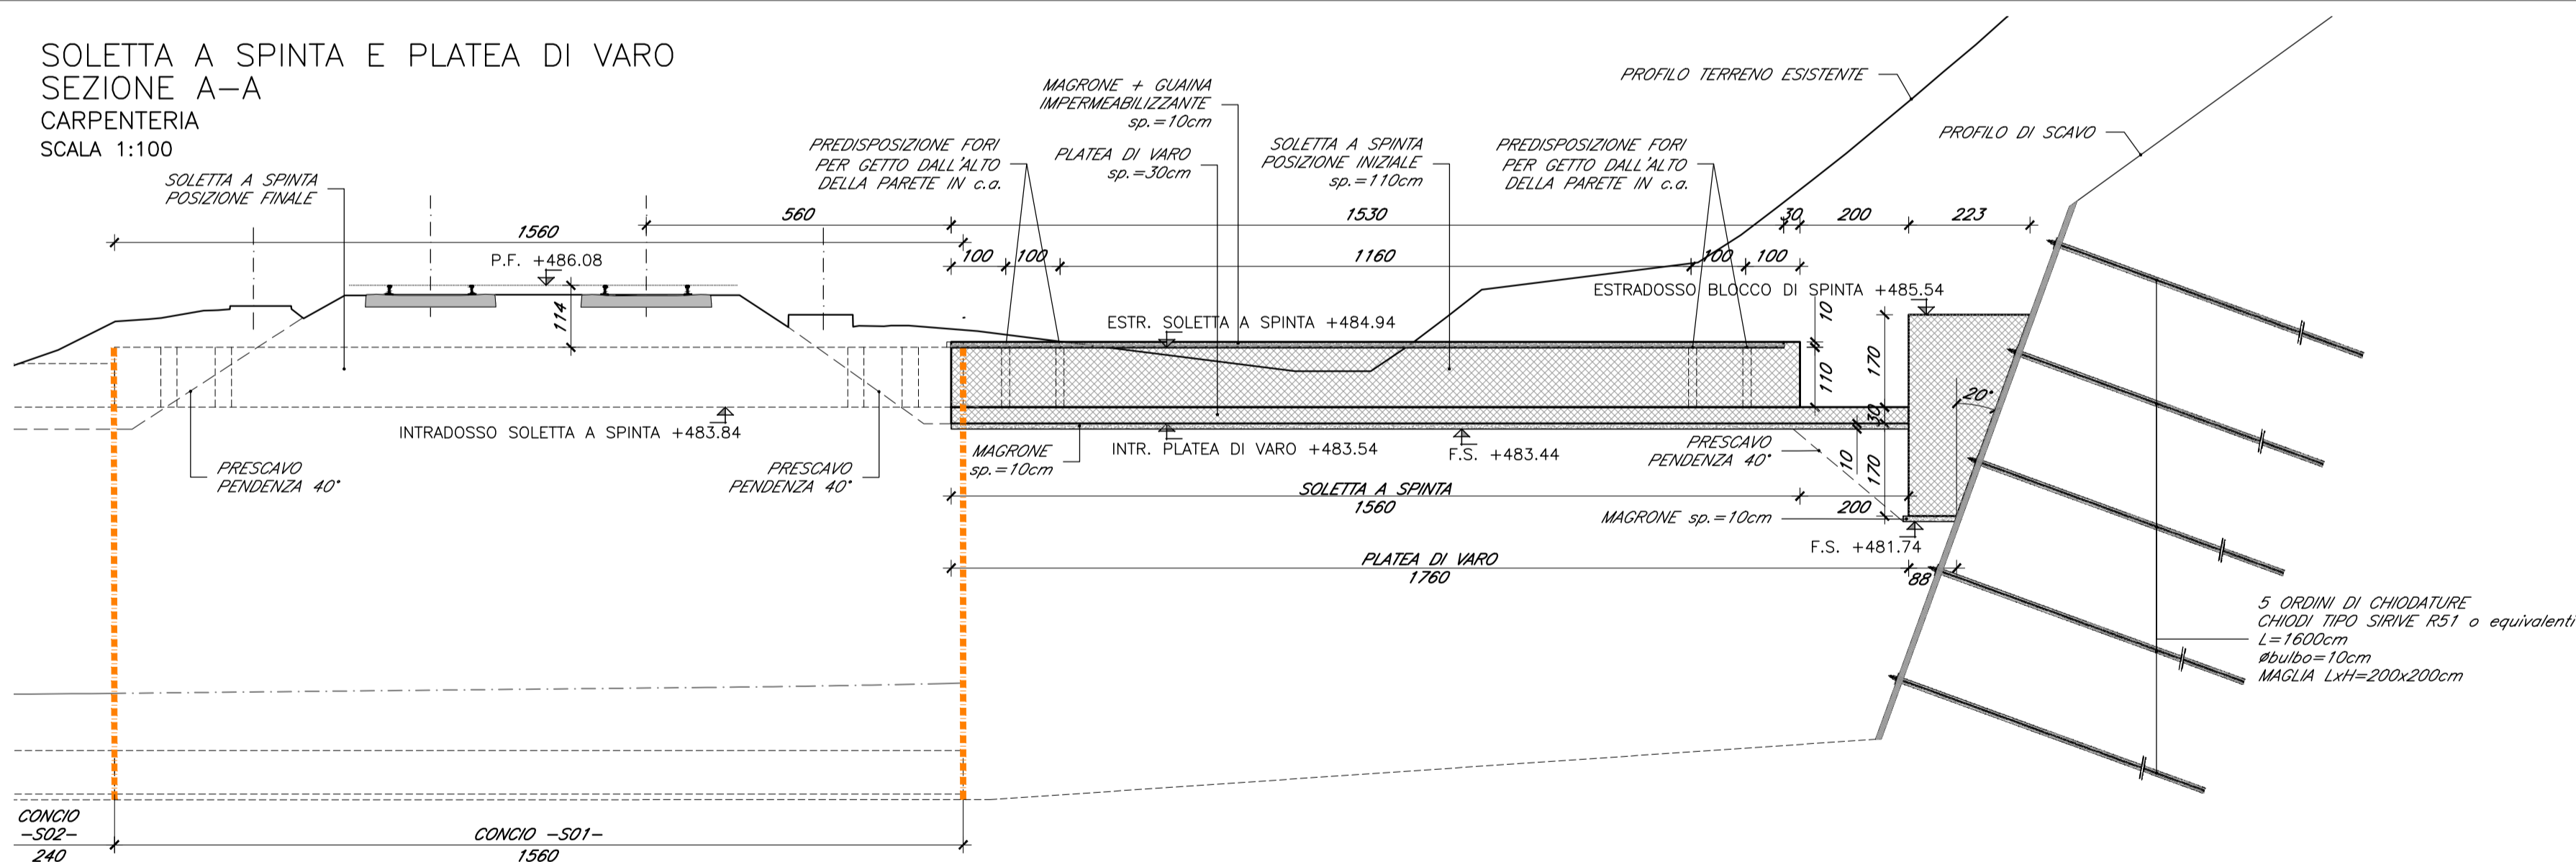 SOLETTA A SPINTA E PLATEA DI VARO
SEZIONE A-A
CARPENTERIA
SCALA 1:100
SOLETTA A SPINTA
POSIZIONE FINALE
PREDISPOSIZIONE FORI
PER GETTO DALL'ALTO
DELLA PARETE IN c.a.
MAGRONE + GUAINA
IMPERMEABILIZZANTE
sp.=10cm
PLATEA DI VARO
sp.=30cm
SOLETTA A SPINTA
POSIZIONE INIZIALE
sp.=110cm
PREDISPOSIZIONE FORI
PER GETTO DALL'ALTO
DELLA PARETE IN c.a.
PROFILO TERRENO ESISTENTE
PROFILO DI SCAVO
1560
560
1530
30
200
223
100
100
1160
100
100
P.F. +486.08
114
ESTRADOSSO BLOCCO DI SPINTA +485.54
ESTR. SOLETTA A SPINTA +484.94
10
110
170
20°
30
10
170
INTRADOSSO SOLETTA A SPINTA +483.84
PRESCAVO
PENDENZA 40°
PRESCAVO
PENDENZA 40°
MAGRONE
sp.=10cm
INTR. PLATEA DI VARO +483.54
F.S. +483.44
PRESCAVO
PENDENZA 40°
SOLETTA A SPINTA
1560
200
MAGRONE sp.=10cm
F.S. +481.74
PLATEA DI VARO
1760
88
5 ORDINI DI CHIODATURE
CHIODI TIPO SIRIVE R51 o equivalenti
L=1600cm
øbulbo=10cm
MAGLIA LxH=200x200cm
CONCIO
-S02-
240
CONCIO -S01-
1560